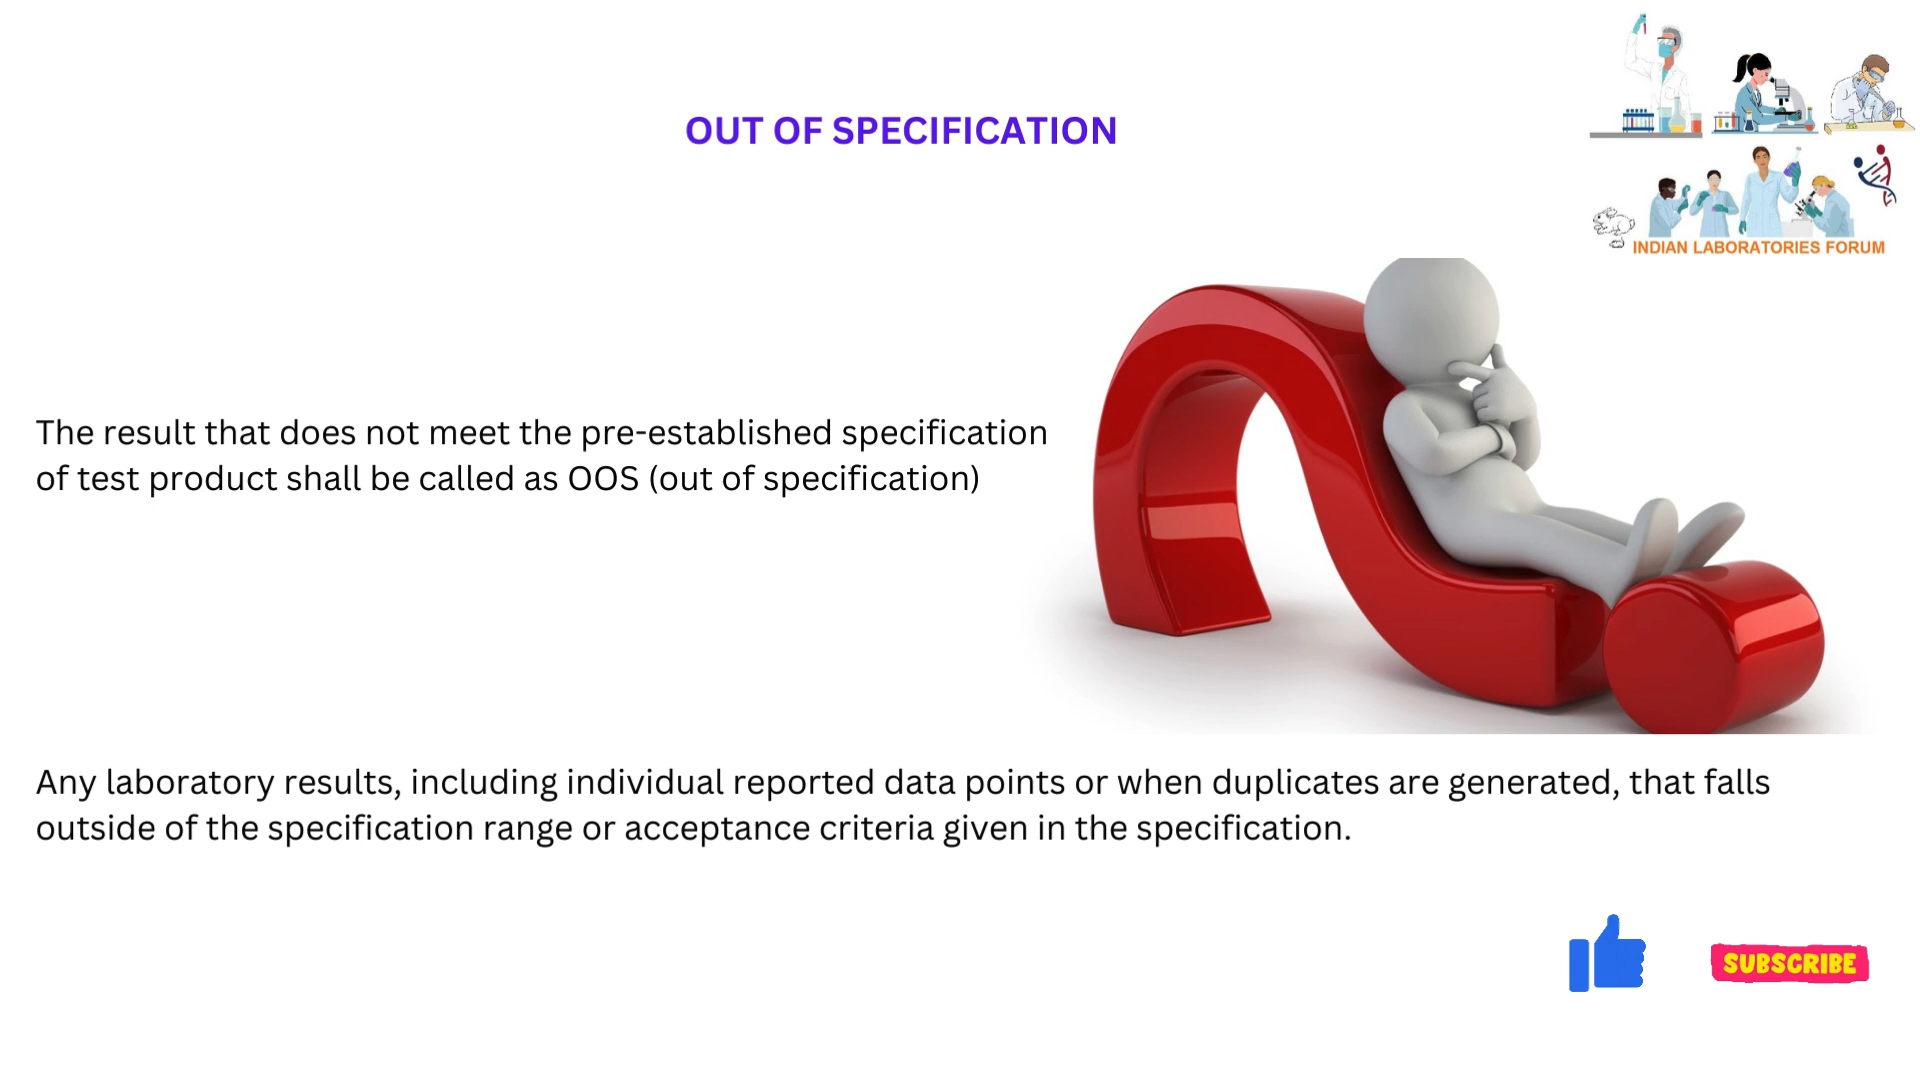 OUT OF SPECIFICATION
INDIAN LABORATORIES FORUM
The result that does not meet the pre-established specification
of test product shall be called as OOS (out of specification)
Any laboratory results, including individual reported data points or when duplicates are generated, that falls
outside of the specification range or acceptance criteria given in the specification.
SUBSCRIBE